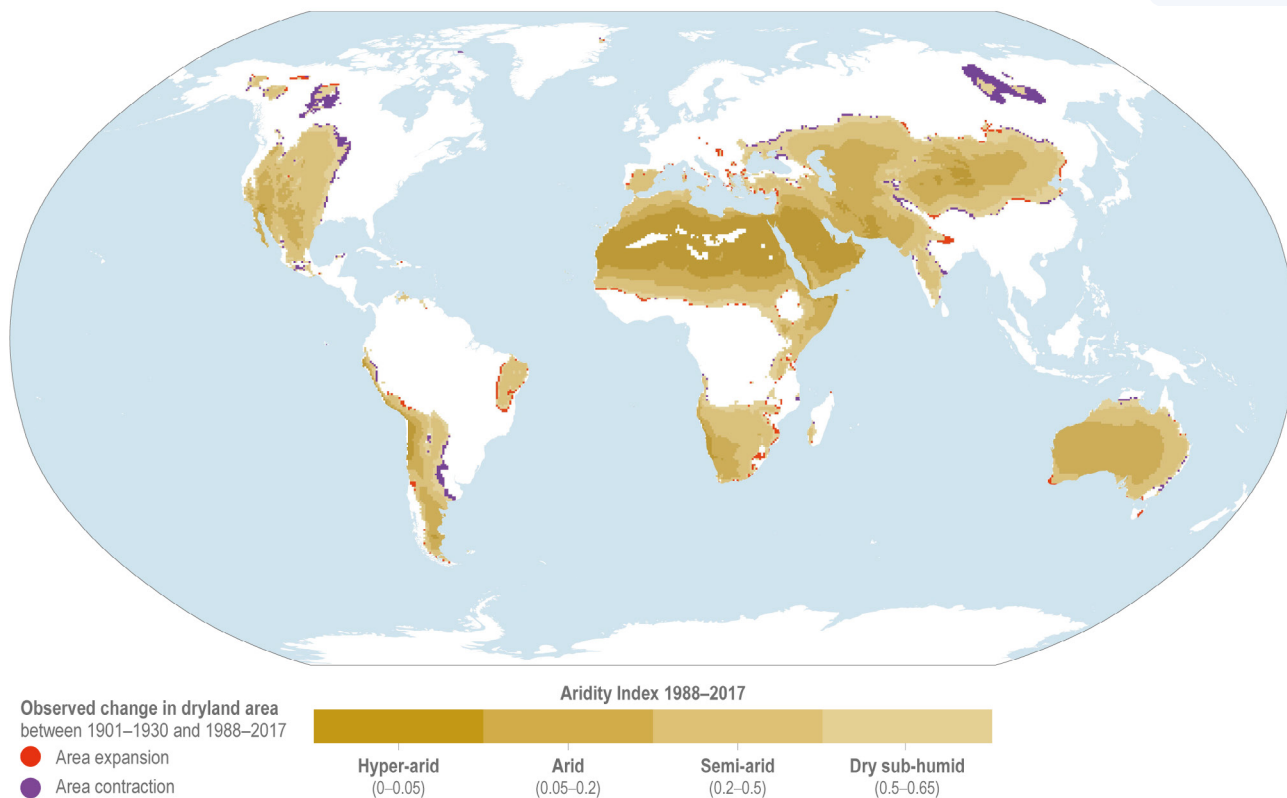 Observed change in dryland area
between 1901–1930 and 1988–2017
Area expansion
Area contraction
Aridity Index 1988–2017
Hyper-arid
(0–0.05)
Arid
(0.05–0.2)
Semi-arid
(0.2–0.5)
Dry sub-humid
(0.5–0.65)